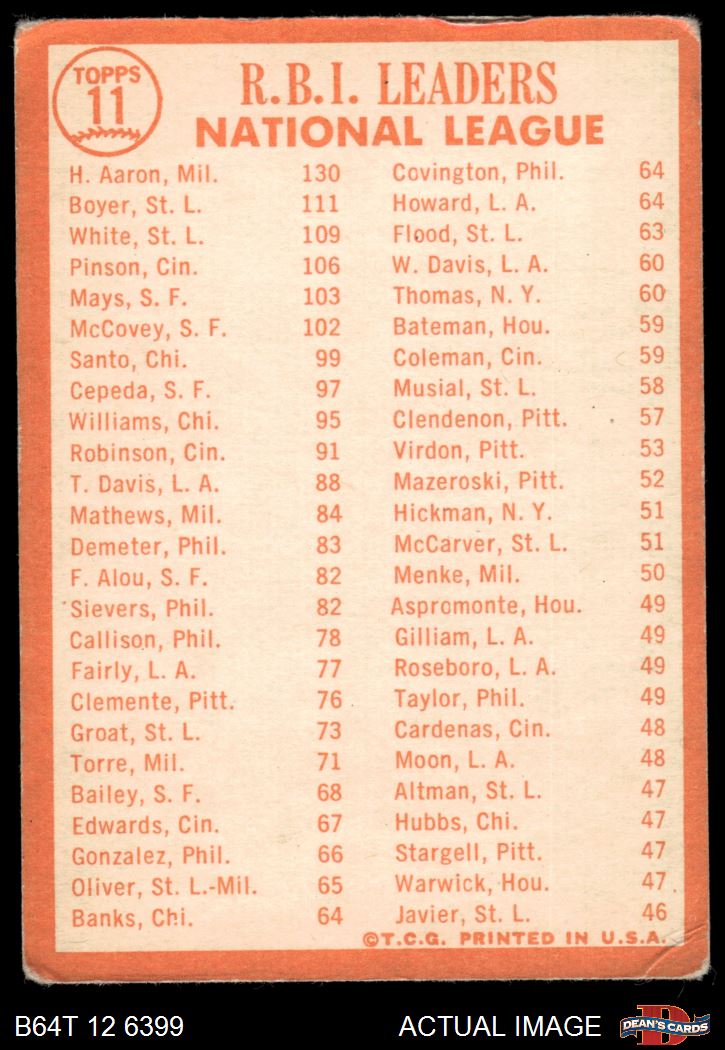 TOPPS
11
R.B.I. LEADERS
NATIONAL LEAGUE
H. Aaron, Mil. 130
Boyer, St. L. 111
White, St. L. 109
Pinson, Cin. 106
Mays, S. F. 103
McCovey, S. F. 102
Santo, Chi. 99
Cepeda, S. F. 97
Williams, Chi. 95
Robinson, Cin. 91
T. Davis, L. A. 88
Mathews, Mil. 84
Demeter, Phil. 83
F. Alou, S. F. 82
Sievers, Phil. 82
Callison, Phil. 78
Fairly, L. A. 77
Clemente, Pitt. 76
Groat, St. L. 73
Torre, Mil. 71
Bailey, S. F. 68
Edwards, Cin. 67
Gonzalez, Phil. 66
Oliver, St. L.-Mil. 65
Banks, Chi. 64
Covington, Phil. 64
Howard, L. A. 64
Flood, St. L. 63
W. Davis, L. A. 60
Thomas, N. Y. 60
Bateman, Hou. 59
Coleman, Cin. 59
Musial, St. L. 58
Clendenon, Pitt. 57
Virdon, Pitt. 53
Mazeroski, Pitt. 52
Hickman, N. Y. 51
McCarver, St. L. 51
Menke, Mil. 50
Aspromonte, Hou. 49
Gilliam, L. A. 49
Roseboro, L. A. 49
Taylor, Phil. 49
Cardenas, Cin. 48
Moon, L. A. 48
Altman, St. L. 47
Hubbs, Chi. 47
Stargell, Pitt. 47
Warwick, Hou. 47
Javier, St. L. 46
©T.C.G. PRINTED IN U.S.A.
B64T 12 6399
ACTUAL IMAGE
D
DEAN'S CARDS